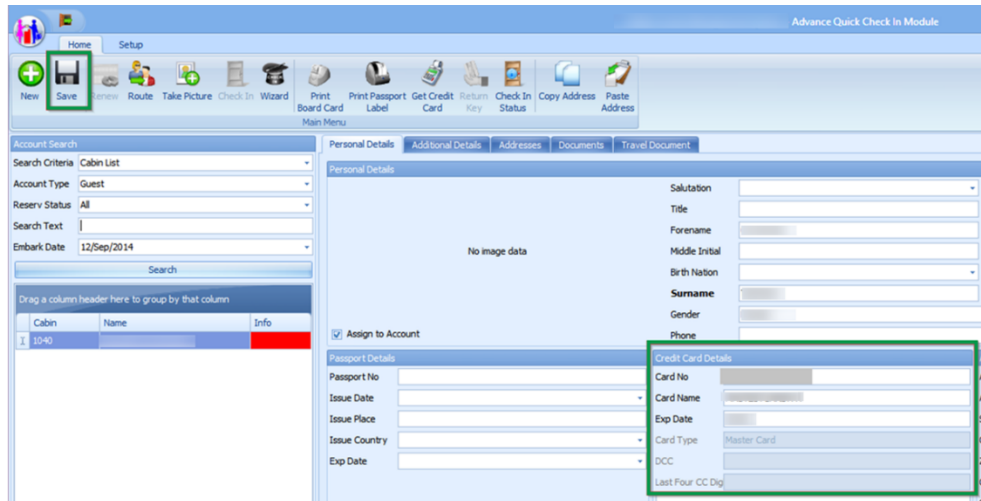 Advance Quick Check In Module
Home Setup
New Save Renew Route Take Picture Check In Wizard Print Board Card Print Passport Label Get Credit Card Return Key Check In Status Copy Address Paste Address
Main Menu
Account Search
Search Criteria Cabin List
Account Type Guest
Reserv Status All
Search Text
Embark Date 12/Sep/2014
Search
Drag a column header here to group by that column
Cabin Name Info
1040
Personal Details Additional Details Addresses Documents Travel Document
Personal Details
No image data
Assign to Account
Salutation
Title
Forename
Middle Initial
Birth Nation
Surname
Gender
Phone
Passport Details
Passport No
Issue Date
Issue Place
Issue Country
Exp Date
Credit Card Details
Card No
Card Name
Exp Date
Card Type Master Card
DCC
Last Four CC Dig